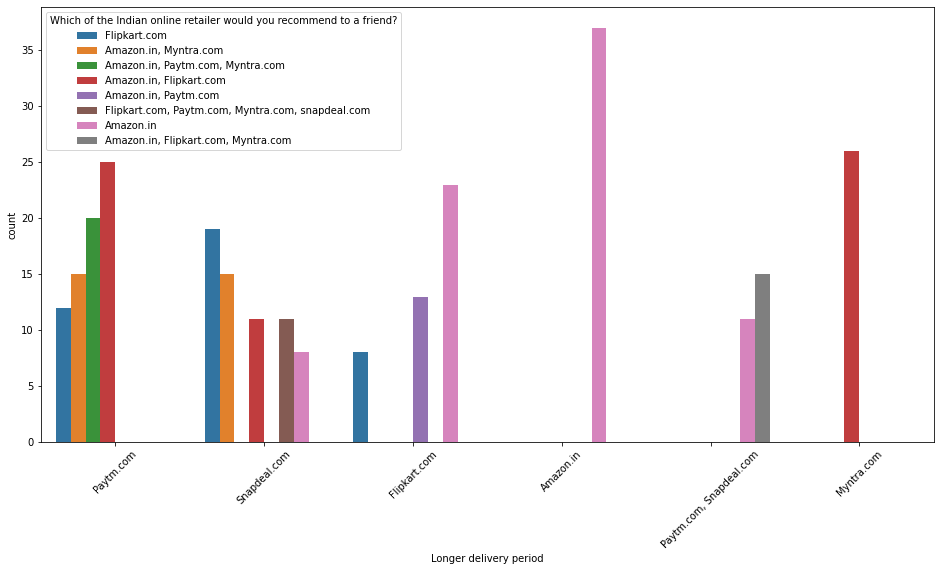 Which of the Indian online retailer would you recommend to a friend?
Flipkart.com
Amazon.in, Myntra.com
Amazon.in, Paytm.com, Myntra.com
Amazon.in, Flipkart.com
Amazon.in, Paytm.com
Flipkart.com, Paytm.com, Myntra.com, snapdeal.com
Amazon.in
Amazon.in, Flipkart.com, Myntra.com
35
30
25
20
15
10
5
0
count
Paytm.com
Snapdeal.com
Flipkart.com
Amazon.in
Paytm.com, Snapdeal.com
Myntra.com
Longer delivery period